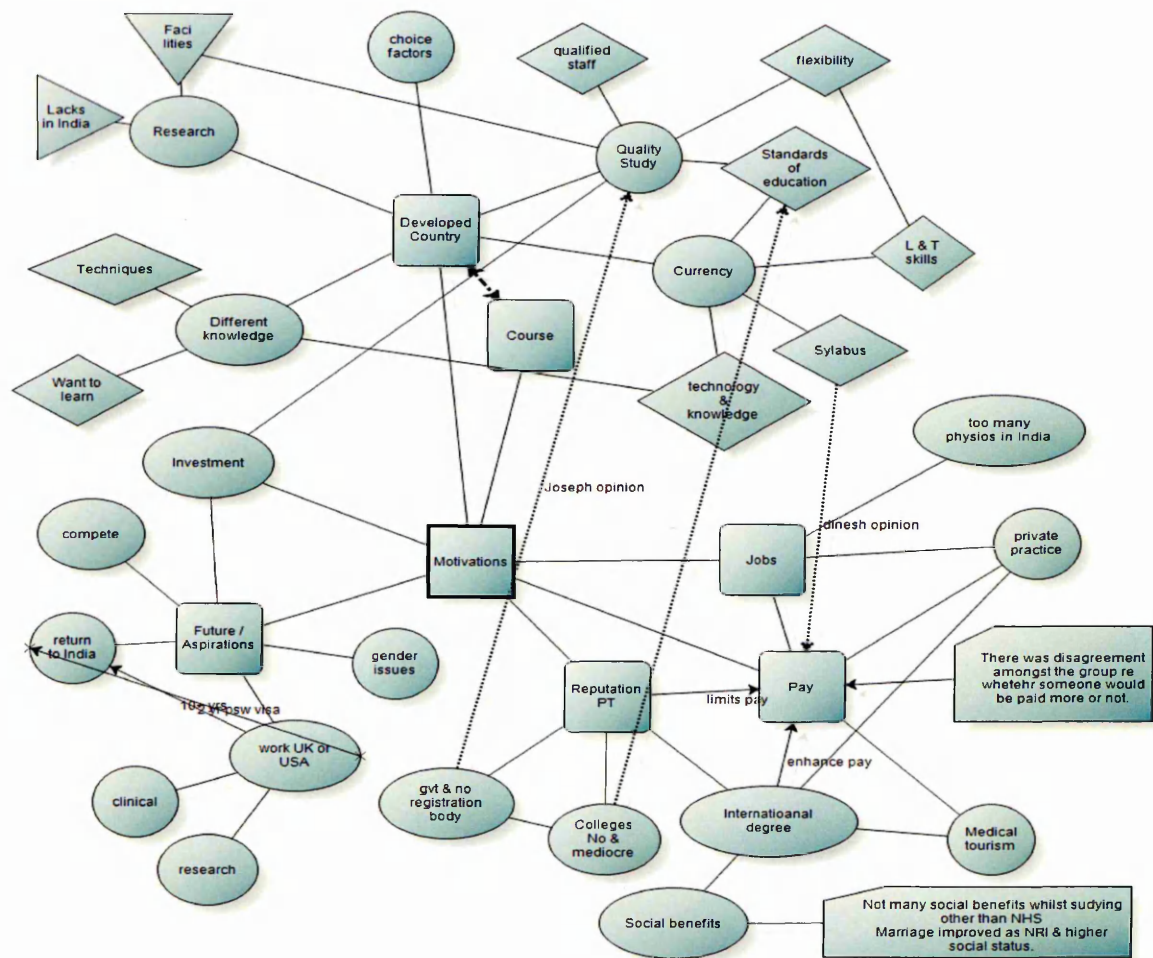 Faci
lities
choice
factors
qualified
staff
flexibility
Lacks
in India
Research
Quality
Study
Standards
of
education
Developed
Country
L & T
skills
Techniques
Currency
Different
knowledge
Course
Sylabus
Want to
learn
technology
&
knowledge
too many
physios in India
Investment
Joseph opinion
compete
dinesh opinion
private
practice
Motivations
Jobs
return
to India
Future /
Aspirations
gender
issues
Reputation
PT
limits pay
Pay
There was disagreement
amongst the group re
whetehr someone would
be paid more or not.
psw visa
work UK or
USA
enhance pay
clinical
gvt & no
registration
body
Colleges
No &
mediocre
Internatioanal
degree
Medical
tourism
research
Social benefits
Not many social benefits whilst studying
other than NHS
Marriage improved as NRI & higher
social status.